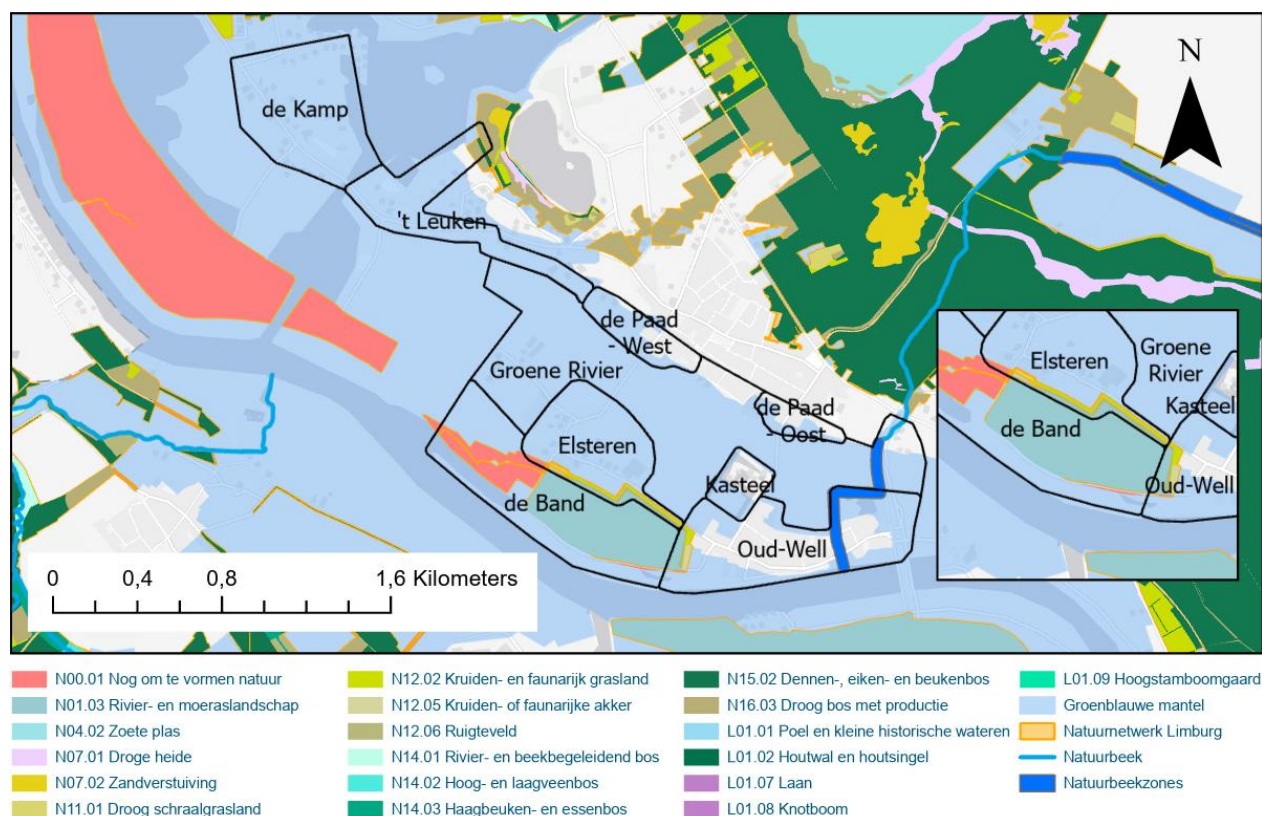 N
de Kamp
't Leuken
de Paad
- West
Groene Rivier
de Paad
- Oost
Elsteren
Kasteel
de Band
Oud-Well
Elsteren
Groene
Rivier
Kasteel
de Band
Oud-Well
0 0,4 0,8 1,6 Kilometers
N00.01 Nog om te vormen natuur
N01.03 Rivier- en moeraslandschap
N04.02 Zoete plas
N07.01 Droge heide
N07.02 Zandverstuiving
N11.01 Droog schraalgrasland
N12.02 Kruiden- en faunarijk grasland
N12.05 Kruiden- of faunarijke akker
N12.06 Ruigteveld
N14.01 Rivier- en beekbegeleidend bos
N14.02 Hoog- en laagveenbos
N14.03 Haagbeuken- en essenbos
N15.02 Dennen-, eiken- en beukenbos
N16.03 Droog bos met productie
L01.01 Poel en kleine historische wateren
L01.02 Houtwal en houtsingel
L01.07 Laan
L01.08 Knotboom
L01.09 Hoogstamboomgaard
Groenblauwe mantel
Natuurnetwerk Limburg
Natuurbeek
Natuurbeekzones